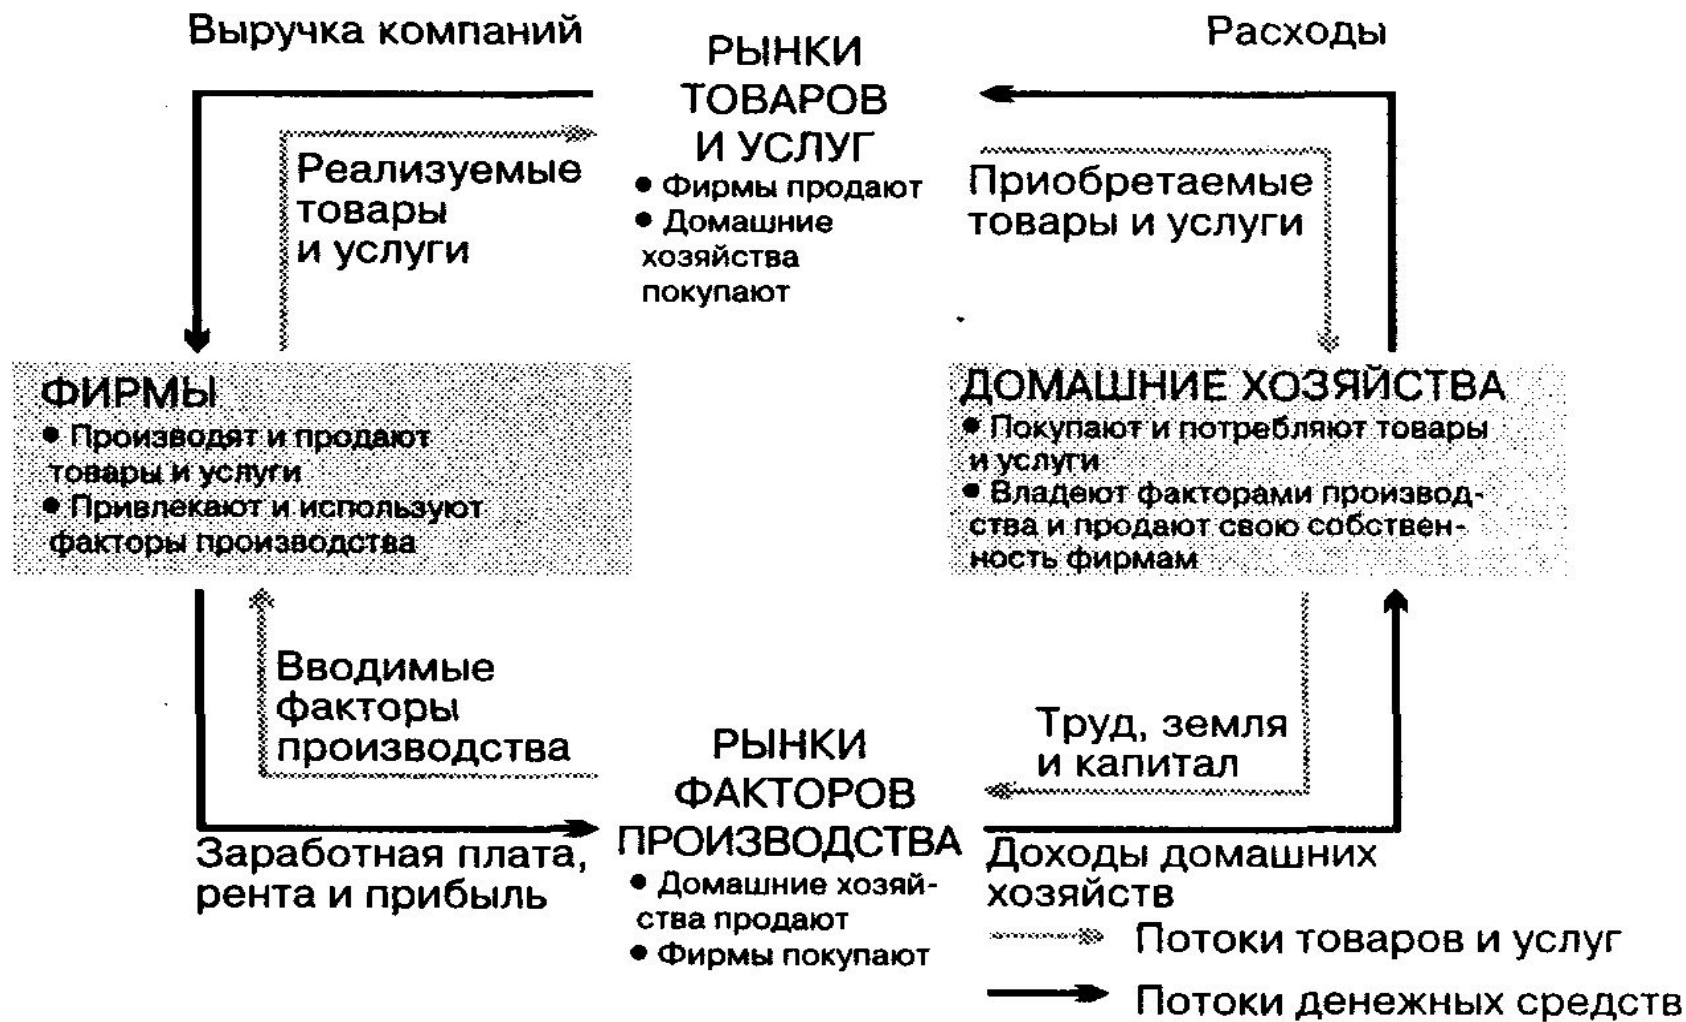 Выручка компаний
РЫНКИ
ТОВАРОВ
И УСЛУГ
• Фирмы продают
• Домашние
хозяйства
покупают
Расходы
Реализуемые
товары
и услуги
Приобретаемые
товары и услуги
ФИРМЫ
• Производят и продают
товары и услуги
• Привлекают и используют
факторы производства
ДОМАШНИЕ ХОЗЯЙСТВА
• Покупают и потребляют товары
и услуги
• Владеют факторами производ-
ства и продают свою собствен-
ность фирмам
Вводимые
факторы
производства
РЫНКИ
ФАКТОРОВ
ПРОИЗВОДСТВА
• Домашние хозяй-
ства продают
• Фирмы покупают
Труд, земля
и капитал
Заработная плата,
рента и прибыль
Доходы домашних
хозяйств
Потоки товаров и услуг
Потоки денежных средств